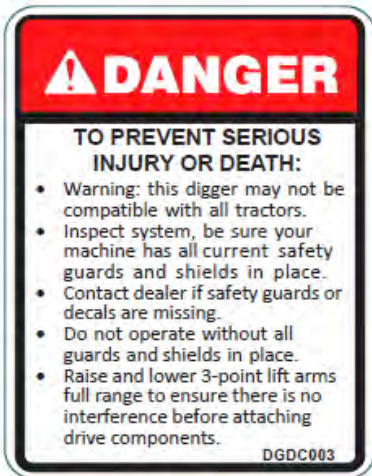 DANGER
TO PREVENT SERIOUS
INJURY OR DEATH:
• Warning: this digger may not be
compatible with all tractors.
• Inspect system, be sure your
machine has all current safety
guards and shields in place.
• Contact dealer if safety guards or
decals are missing.
• Do not operate without all
guards and shields in place.
• Raise and lower 3-point lift arms
full range to ensure there is no
interference before attaching
drive components.
DGDC003